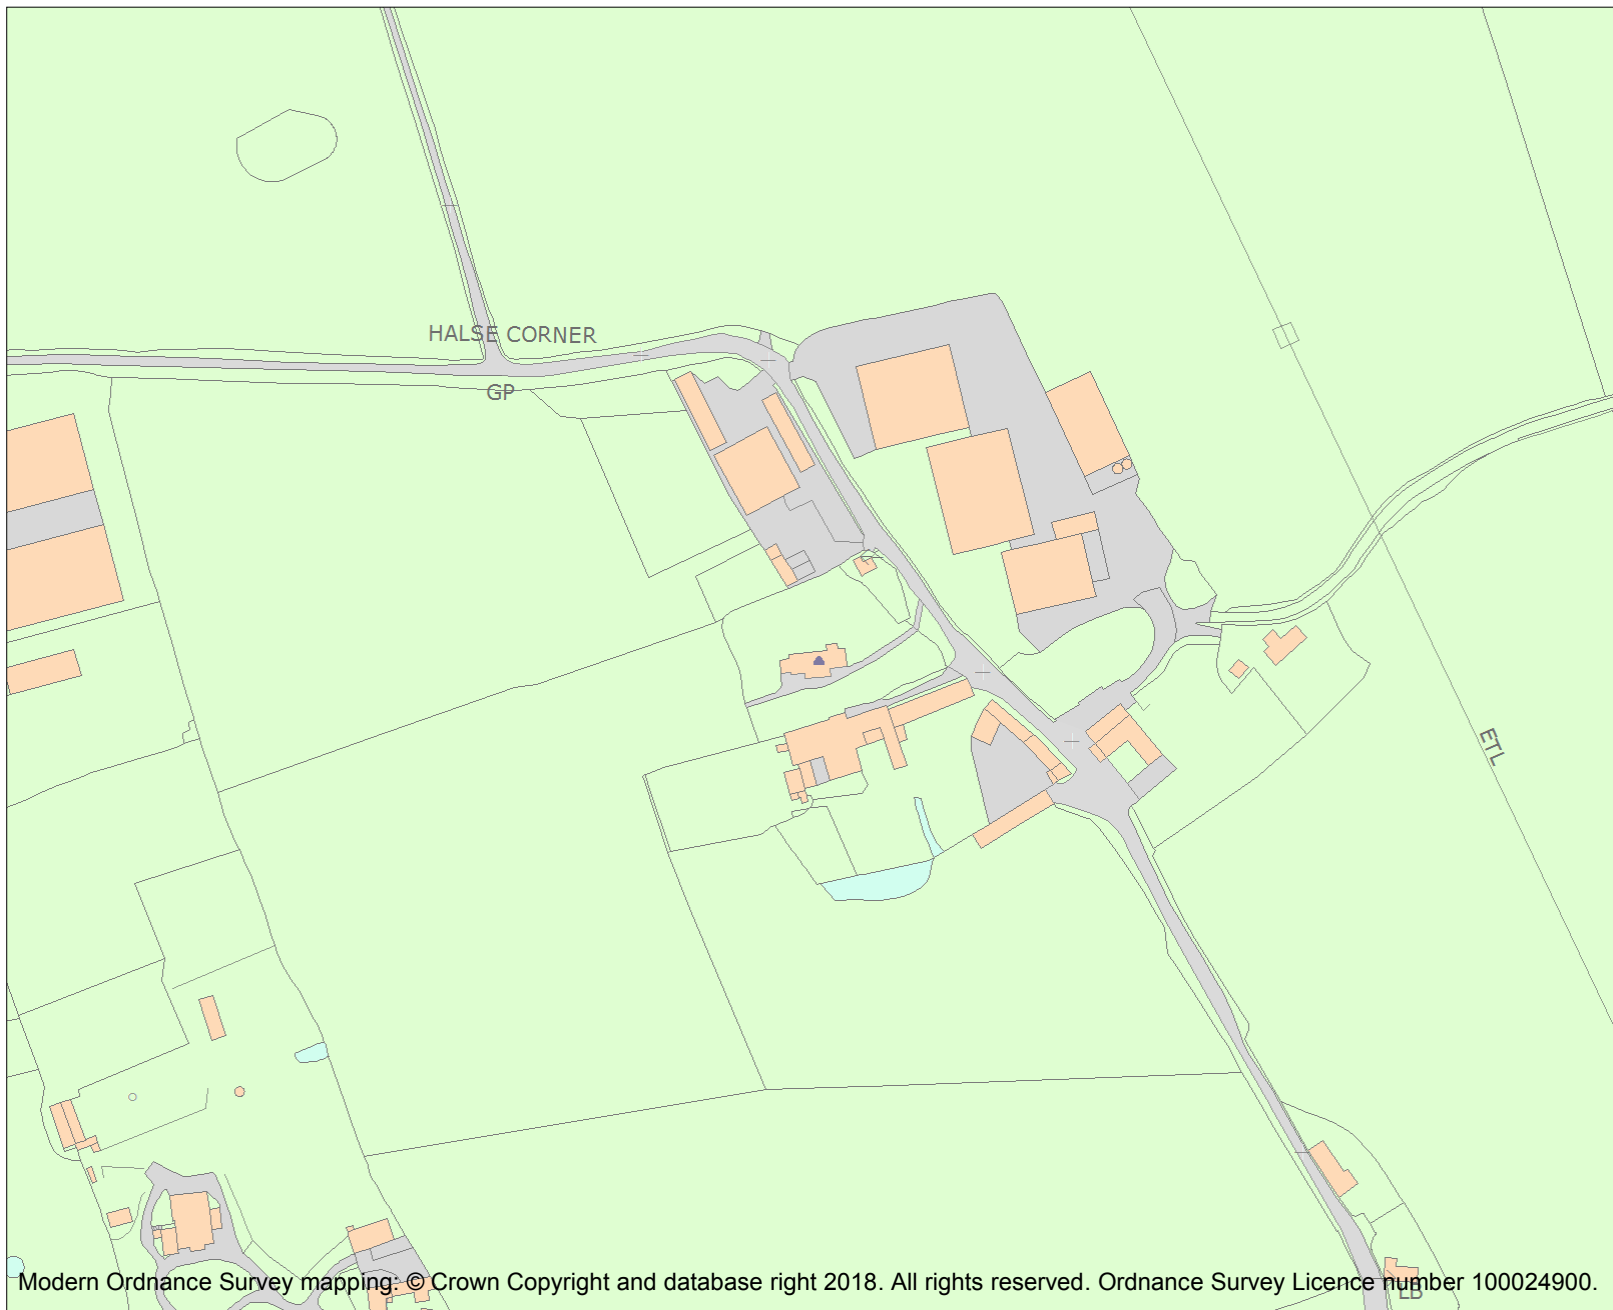 HALSE CORNER
GP
ETL
Modern Ordnance Survey mapping: © Crown Copyright and database right 2018. All rights reserved. Ordnance Survey Licence number 100024900.
LB